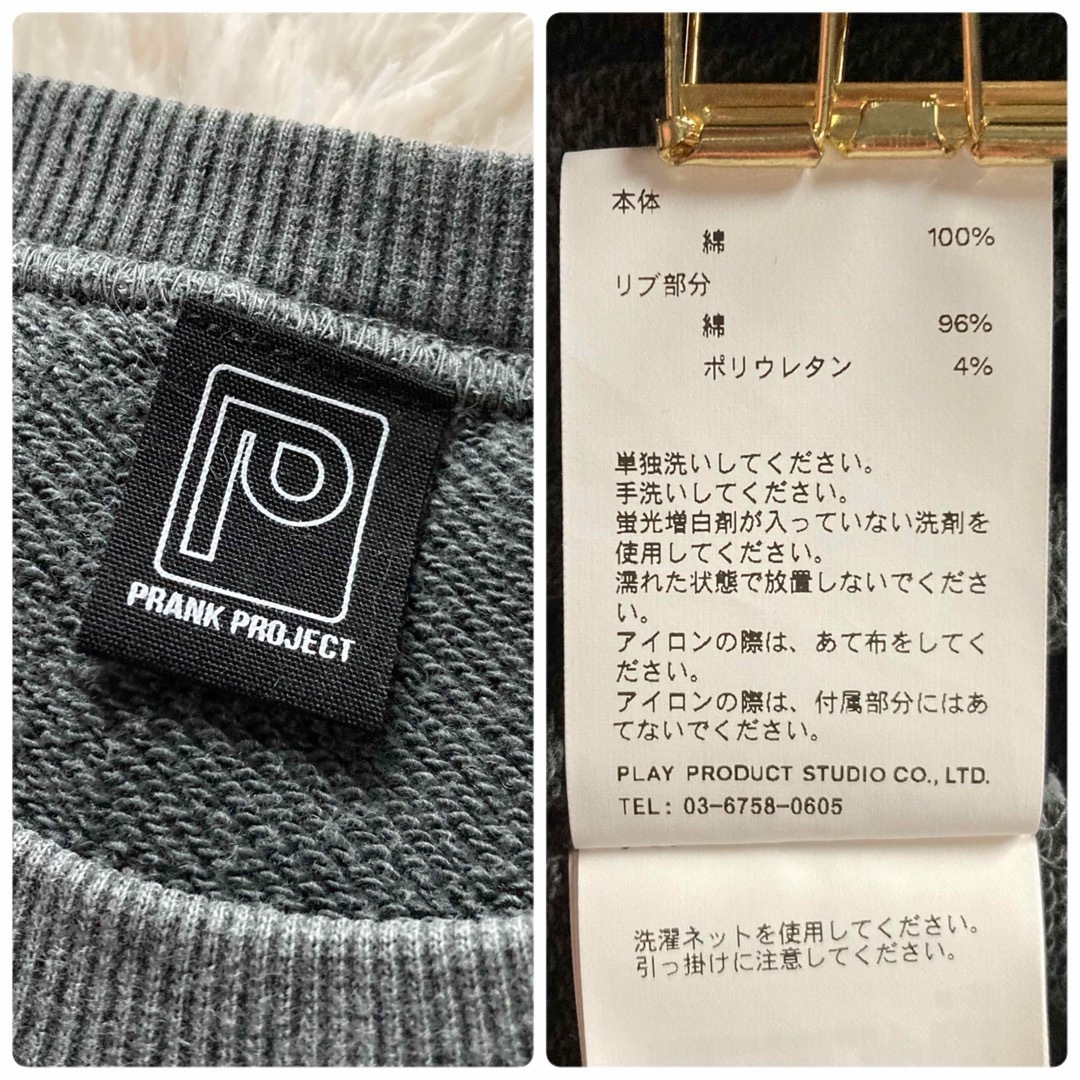 PRANK PROJECT
本体
綿 100%
リブ部分
綿 96%
ポリウレタン 4%
単独洗いしてください。
手洗いしてください。
蛍光増白剤が入っていない洗剤を
使用してください。
濡れた状態で放置しないでくださ
い。
アイロンの際は、あて布をしてく
ださい。
アイロンの際は、付属部分にはあ
てないでください。
PLAY PRODUCT STUDIO CO., LTD.
TEL: 03-6758-0605
洗濯ネットを使用してください。
引っ掛けに注意してください。